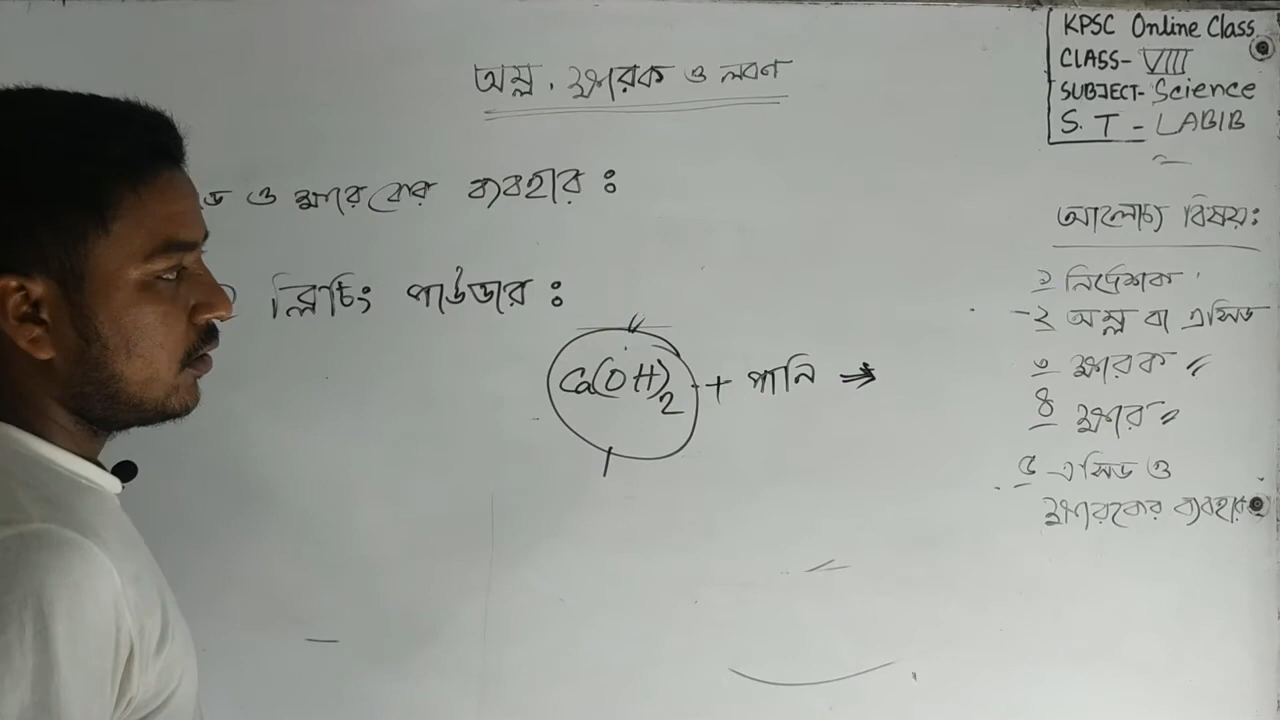 অম্ল, ক্ষারক ও লবণ
ড ও ক্ষারকের ব্যবহার :
ব্লিচিং পাউডার :
Ca(OH)2 + পানি ⇒
KPSC Online Class
CLASS- VIII
SUBJECT- Science
S. T - LABIB
আলোচ্য বিষয়:
১ নির্দেশক
২ অম্ল বা এসিড
৩ ক্ষারক "
৪ ক্ষার "
৫ এসিড ও
ক্ষারকের ব্যবহার